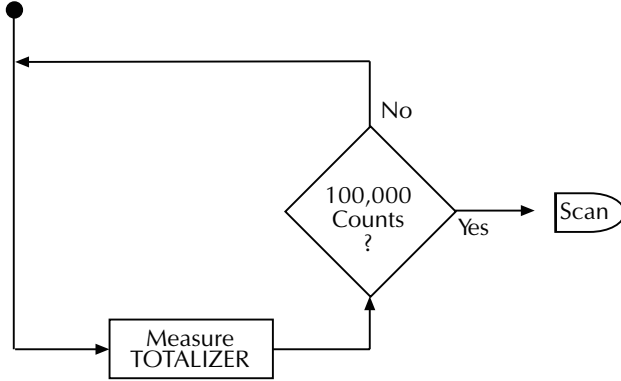 No
100,000
Counts
?
Yes
Scan
Measure
TOTALIZER